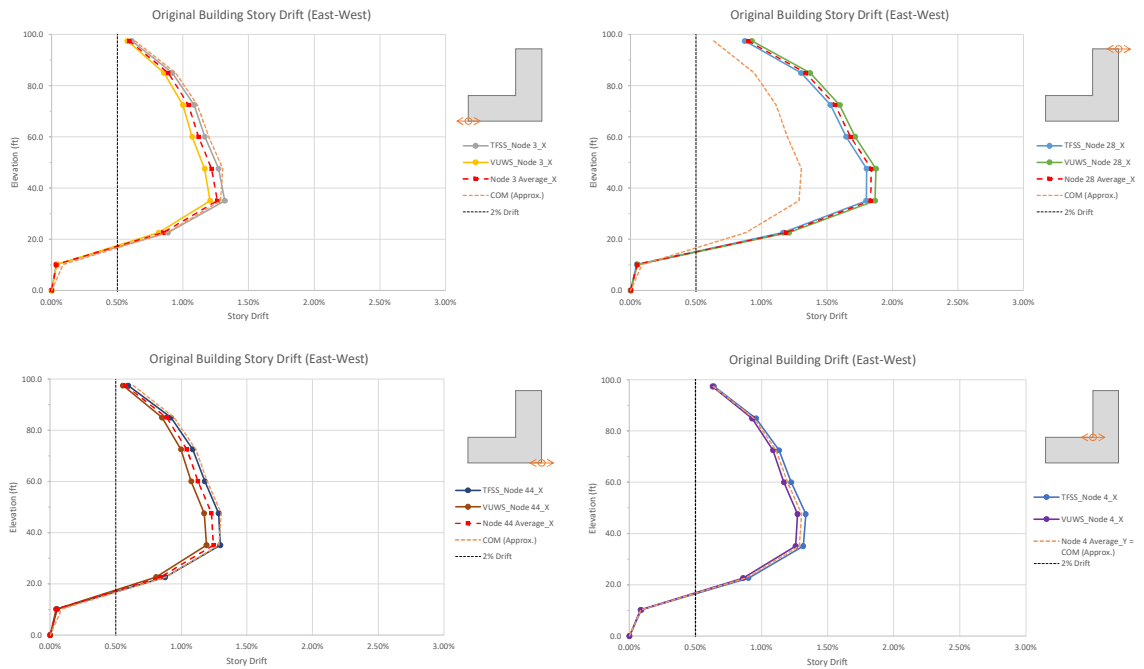 Original Building Story Drift (East-West)
100.0
80.0
60.0
40.0
20.0
0.0
Elevation (ft)
0.00%
0.50%
1.00%
1.50%
2.00%
2.50%
3.00%
Story Drift
TFSS_Node 3_X
VUWS_Node 3_X
Node 3 Average_X
COM (Approx.)
2% Drift
Original Building Story Drift (East-West)
100.0
80.0
60.0
40.0
20.0
0.0
Elevation (ft)
0.00%
0.50%
1.00%
1.50%
2.00%
2.50%
3.00%
Story Drift
TFSS_Node 28_X
VUWS_Node 28_X
Node 28 Average_X
COM (Approx.)
2% Drift
Original Building Story Drift (East-West)
100.0
80.0
60.0
40.0
20.0
0.0
Elevation (ft)
0.00%
0.50%
1.00%
1.50%
2.00%
2.50%
3.00%
Story Drift
TFSS_Node 44_X
VUWS_Node 44_X
Node 44 Average_X
COM (Approx.)
2% Drift
Original Building Drift (East-West)
100.0
80.0
60.0
40.0
20.0
0.0
Elevation (ft)
0.00%
0.50%
1.00%
1.50%
2.00%
2.50%
3.00%
Story Drift
TFSS_Node 4_X
VUWS_Node 4_X
Node 4 Average_Y =
COM (Approx.)
2% Drift